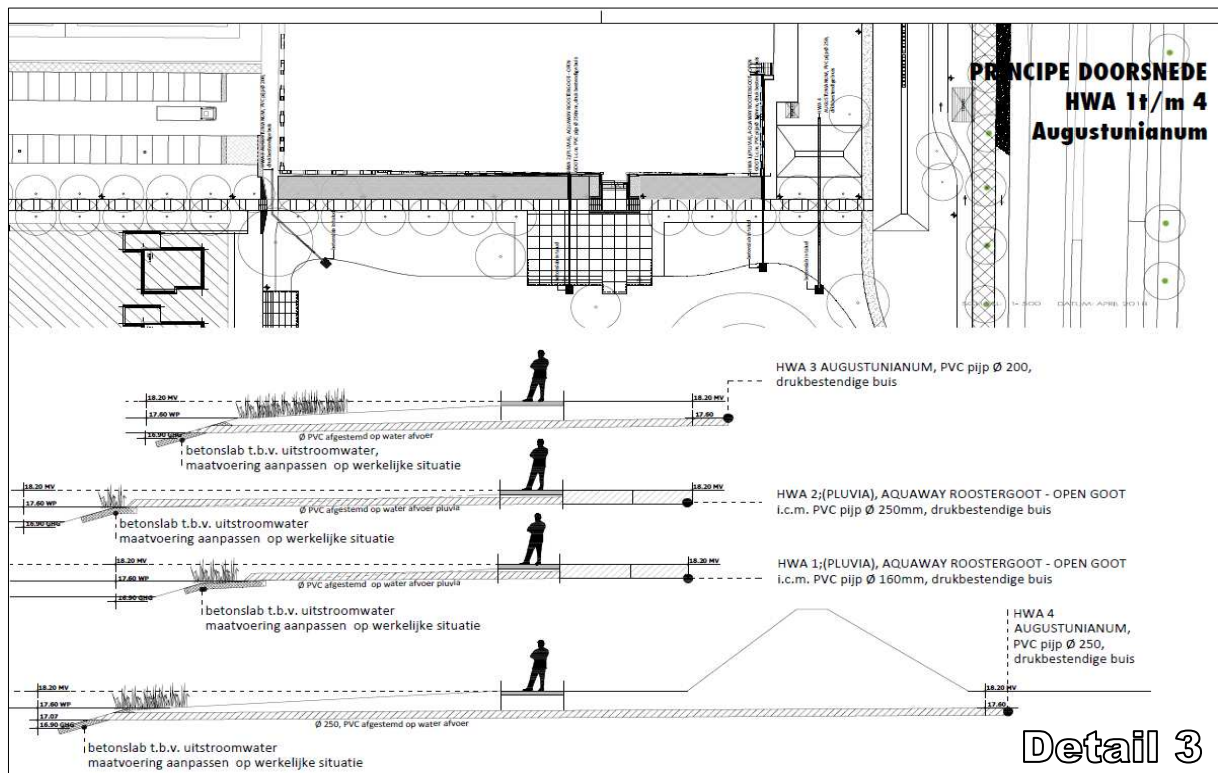 PRINCIPE DOORSNEDE
HWA 1t/m 4
Augustunianum
HWA 3 AUGUSTUNIANUM, PVC pijp Ø 200,
drukbestendige buis
18.20 MV
17.60 WP
16.90 GHG
18.20 MV
17.60
Ø PVC afgestemd op water afvoer
betonslab t.b.v. uitstroomwater,
maatvoering aanpassen op werkelijke situatie
18.20 MV
17.60 WP
16.90 GHG
18.20 MV
Ø PVC afgestemd op water afvoer pluvia
betonslab t.b.v. uitstroomwater
maatvoering aanpassen op werkelijke situatie
HWA 2;(PLUVIA), AQUAWAY ROOSTERGOOT - OPEN GOOT
i.c.m. PVC pijp Ø 250mm, drukbestendige buis
18.20 MV
17.60 WP
16.90 GHG
18.20 MV
Ø PVC afgestemd op water afvoer pluvia
betonslab t.b.v. uitstroomwater
maatvoering aanpassen op werkelijke situatie
HWA 1;(PLUVIA), AQUAWAY ROOSTERGOOT - OPEN GOOT
i.c.m. PVC pijp Ø 160mm, drukbestendige buis
HWA 4
AUGUSTUNIANUM,
PVC pijp Ø 250,
drukbestendige buis
18.20 MV
17.60 WP
17.07
16.90 GHG
18.20 MV
17.60
Ø 250, PVC afgestemd op water afvoer
betonslab t.b.v. uitstroomwater
maatvoering aanpassen op werkelijke situatie
Detail 3